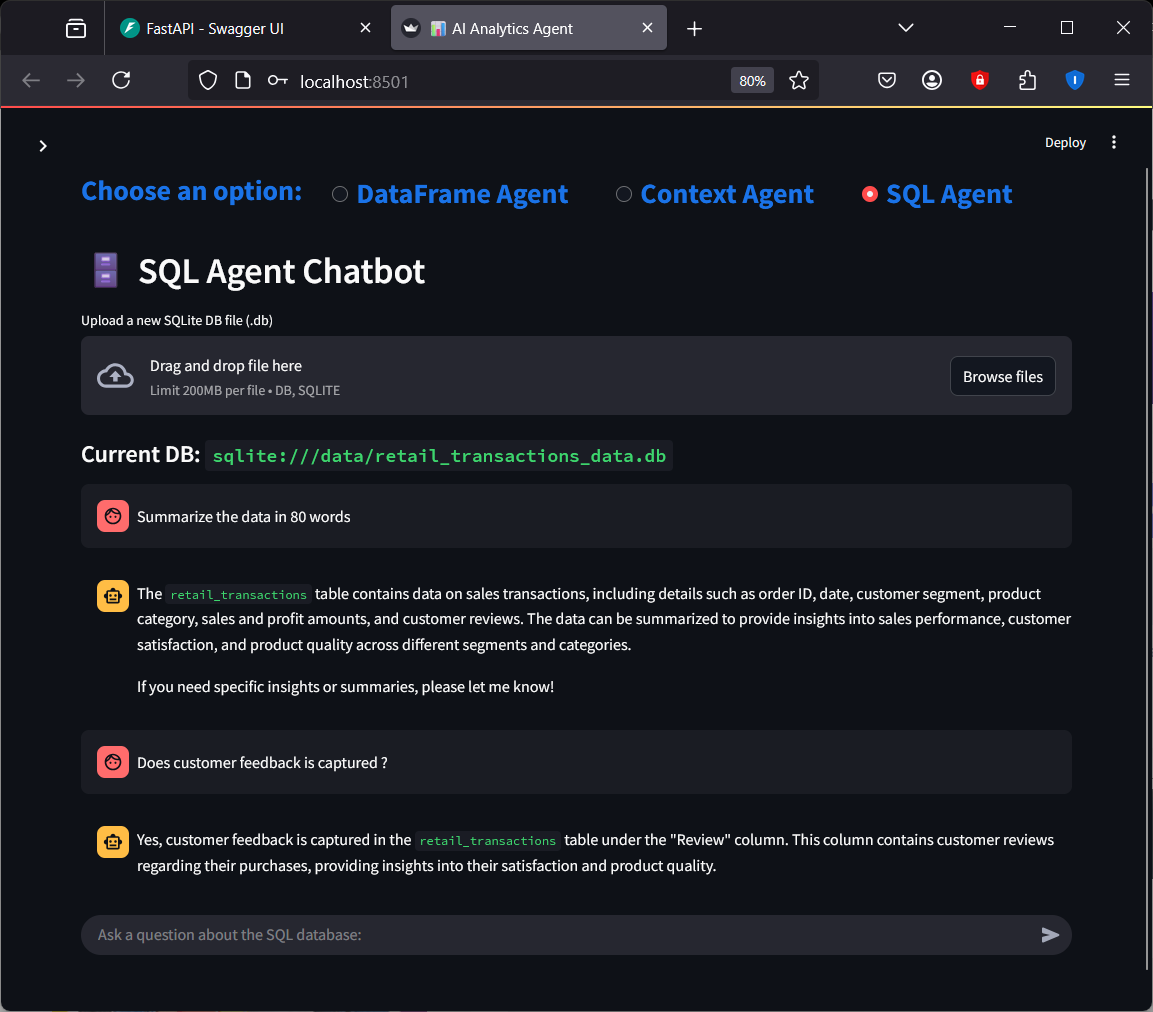 FastAPI - Swagger UI
AI Analytics Agent
localhost:8501
80%
Deploy
Choose an option:
DataFrame Agent
Context Agent
SQL Agent
SQL Agent Chatbot
Upload a new SQLite DB file (.db)
Drag and drop file here
Limit 200MB per file • DB, SQLITE
Browse files
Current DB: sqlite:///data/retail_transactions_data.db
Summarize the data in 80 words
The retail_transactions table contains data on sales transactions, including details such as order ID, date, customer segment, product
category, sales and profit amounts, and customer reviews. The data can be summarized to provide insights into sales performance, customer
satisfaction, and product quality across different segments and categories.
If you need specific insights or summaries, please let me know!
Does customer feedback is captured ?
Yes, customer feedback is captured in the retail_transactions table under the "Review" column. This column contains customer reviews
regarding their purchases, providing insights into their satisfaction and product quality.
Ask a question about the SQL database: